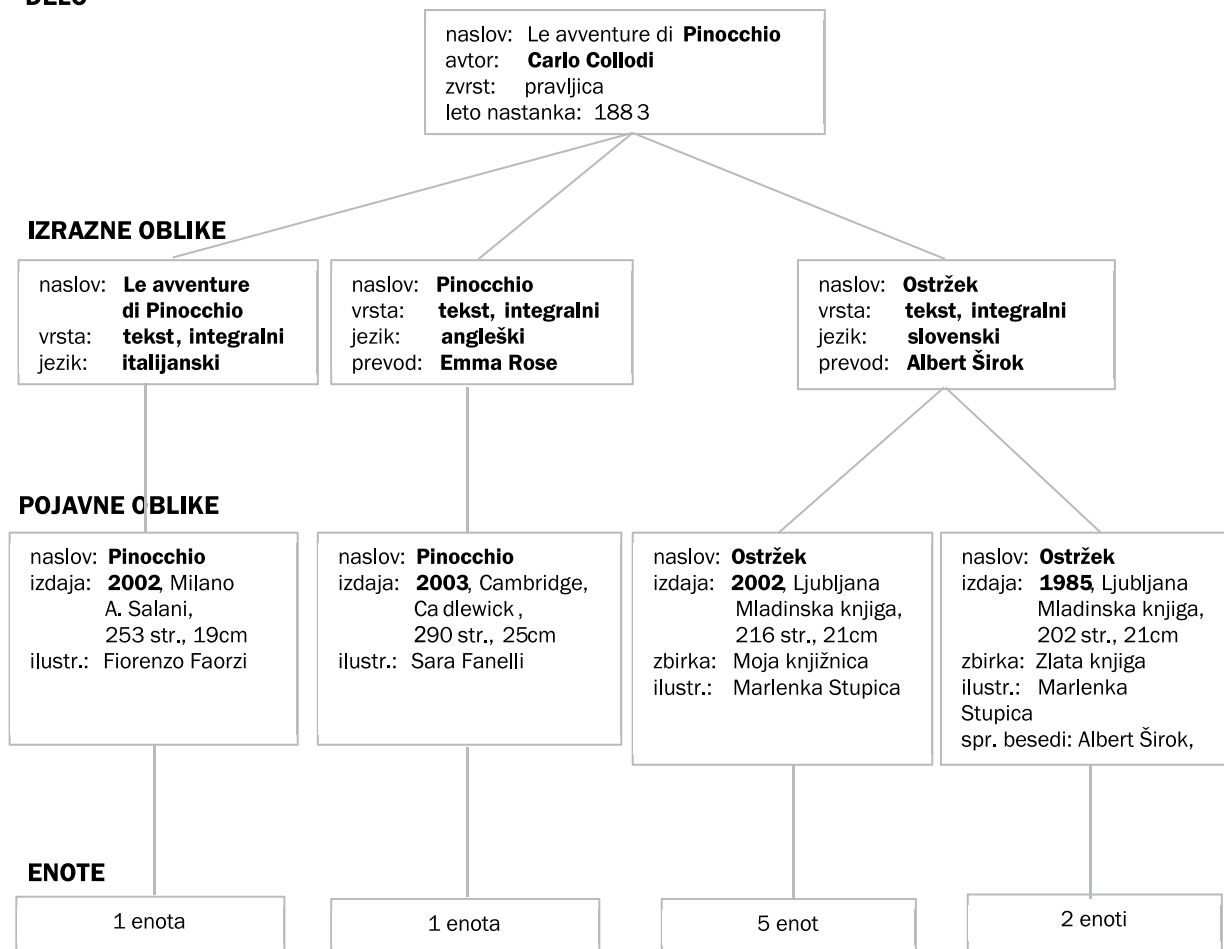 DELO
naslov: Le avventure di Pinocchio
avtor: Carlo Collodi
zvrst: pravljica
leto nastanka: 1883
IZRAZNE OBLIKE
naslov: Le avventure
di Pinocchio
vrsta: tekst, integralni
jezik: italijanski
naslov: Pinocchio
vrsta: tekst, integralni
jezik: angleški
prevod: Emma Rose
naslov: Ostržek
vrsta: tekst, integralni
jezik: slovenski
prevod: Albert Širok
POJAVNE OBLIKE
naslov: Pinocchio
izdaja: 2002, Milano
A. Salani,
253 str., 19cm
ilustr.: Fiorenzo Faorzi
naslov: Pinocchio
izdaja: 2003, Cambridge,
Cadlewick,
290 str., 25cm
ilustr.: Sara Fanelli
naslov: Ostržek
izdaja: 2002, Ljubljana
Mladinska knjiga,
216 str., 21cm
zbirka: Moja knjižnica
ilustr.: Marlenka Stupica
naslov: Ostržek
izdaja: 1985, Ljubljana
Mladinska knjiga,
202 str., 21cm
zbirka: Zlata knjiga
ilustr.: Marlenka
Stupica
spr. besedi: Albert Širok,
ENOTE
1 enota
1 enota
5 enot
2 enoti